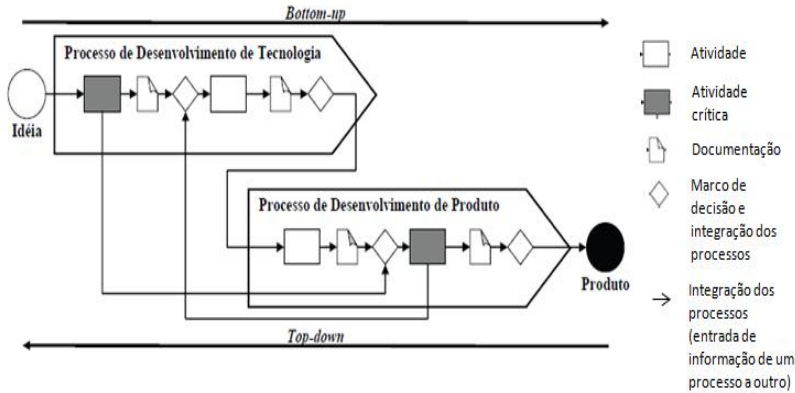 Bottom-up
Processo de Desenvolvimento de Tecnologia
Idéia
Processo de Desenvolvimento de Produto
Produto
Top-down
Atividade
Atividade
crítica
Documentação
Marco de
decisão e
integração dos
processos
Integração dos
processos
(entrada de
informação de um
processo a outro)